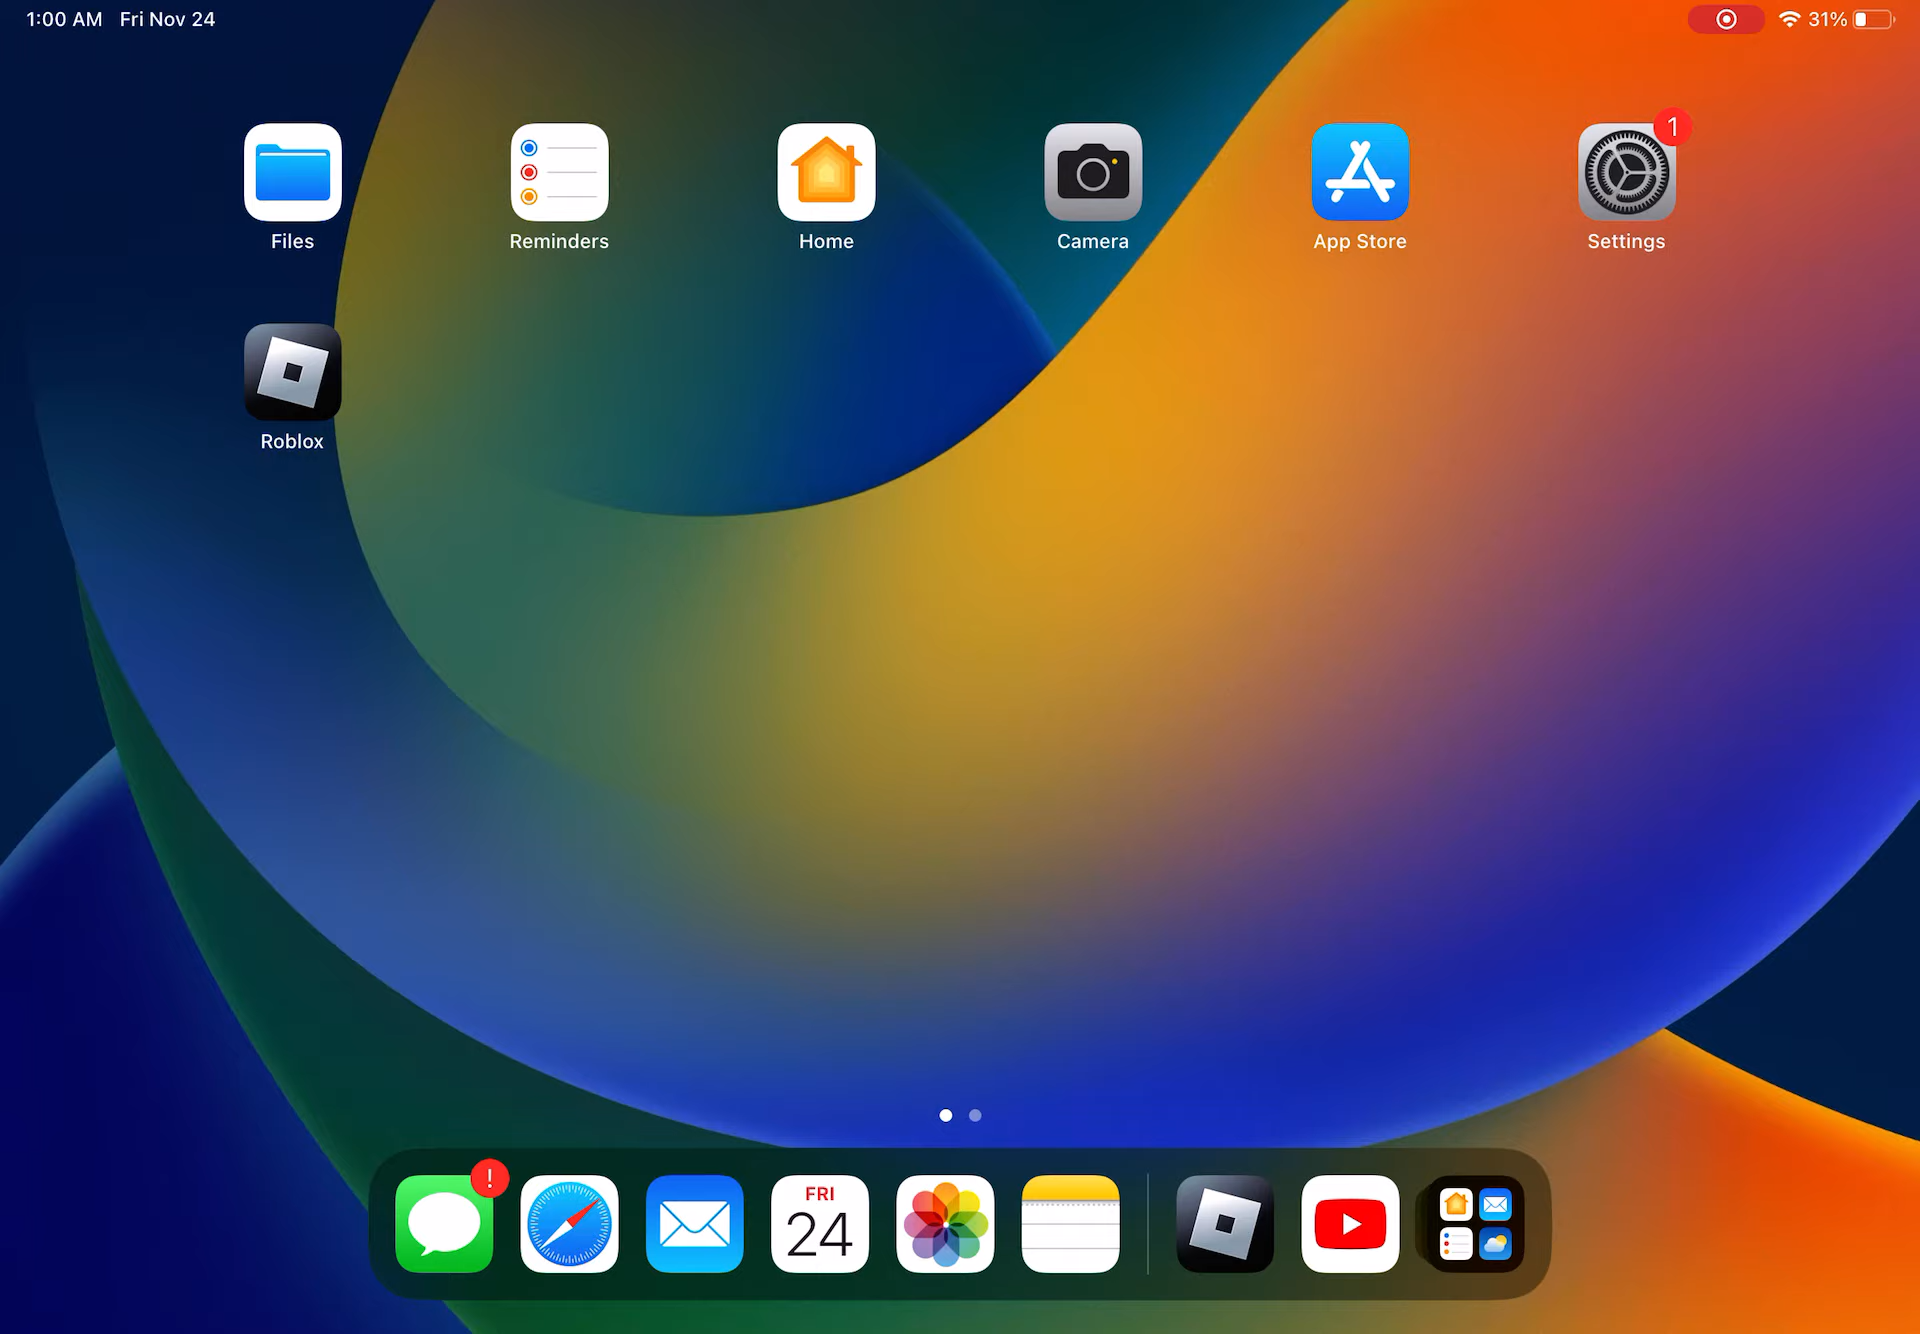 1:00 AM Fri Nov 24
31%
1
Files
Reminders
Home
Camera
App Store
Settings
Roblox
!
FRI
24